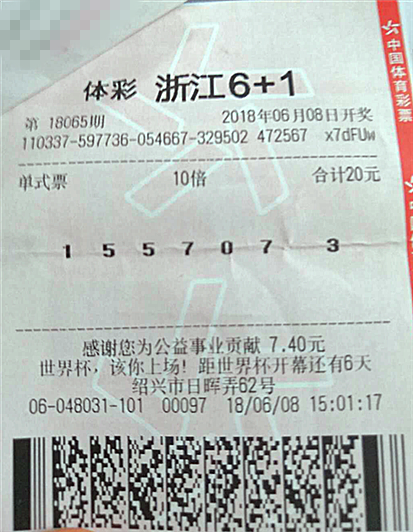 体彩 浙江6+1
第 18065期 2018年06月08日开奖
110337-597736-054667-329502 472567 x7dFUw
单式票 10倍 合计20元
1 5 5 7 0 7 3
感谢您为公益事业贡献 7.40元
世界杯，该你上场! 距世界杯开幕还有6天
绍兴市日晖弄62号
06-048031-101 00097 18/06/08 15:01:17
中国体育彩票